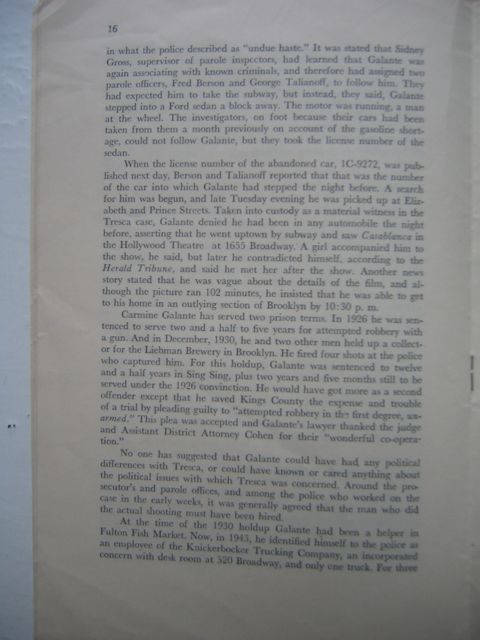 16
in what the police described as "undue haste." It was stated that Sidney
Gross, supervisor of parole inspectors, had learned that Galante was
again associating with known criminals, and therefore had assigned two
parole officers, Fred Berson and George Talianoff, to follow him. They
had expected him to take the subway, but instead, they said, Galante
stepped into a Ford sedan a block away. The motor was running, a man
at the wheel. The investigators, on foot because their cars had been
taken from them a month previously on account of the gasoline short-
age, could not follow Galante, but they took the license number of the
sedan.
When the license number of the abandoned car, 1C-9272, was pub-
lished next day, Berson and Talianoff reported that that was the number
of the car into which Galante had stepped the night before. A search
for him was begun, and late Tuesday evening he was picked up at Eliz-
abeth and Prince Streets. Taken into custody as a material witness in the
Tresca case, Galante denied he had been in any automobile the night
before, asserting that he went uptown by subway and saw Casablanca in
the Hollywood Theatre at 1655 Broadway. A girl accompanied him to
the show, he said, but later he contradicted himself, according to the
Herald Tribune, and said he met her after the show. Another news
story stated that he was vague about the details of the film, and al-
though the picture ran 102 minutes, he insisted that he was able to get
to his home in an outlying section of Brooklyn by 10:30 p. m.
Carmine Galante has served two prison terms. In 1926 he was sen-
tenced to serve two and a half to five years for attempted robbery with
a gun. And in December, 1930, he and two other men held up a collect-
or for the Liebman Brewery in Brooklyn. He fired four shots at the police
who captured him. For this holdup, Galante was sentenced to twelve
and a half years in Sing Sing, plus two years and five months still to be
served under the 1926 conviction. He would have got more as a second
offender except that he saved Kings County the expense and trouble
of a trial by pleading guilty to "attempted robbery in the first degree, un-
armed." This plea was accepted and Galante's lawyer thanked the judge
and Assistant District Attorney Cohen for their "wonderful co-opera-
tion."
No one has suggested that Galante could have had any political
differences with Tresca, or could have known or cared anything about
the political issues with which Tresca was concerned. Around the pro-
secutor's and parole offices, and among the police who worked on the
case in the early weeks, it was generally agreed that the man who did
the actual shooting must have been hired.
At the time of the 1930 holdup Galante had been a helper in
Fulton Fish Market. Now, in 1943, he identified himself to the police as
an employee of the Knickerbocker Trucking Company, an incorporated
concern with desk room at 520 Broadway, and only one truck. For three